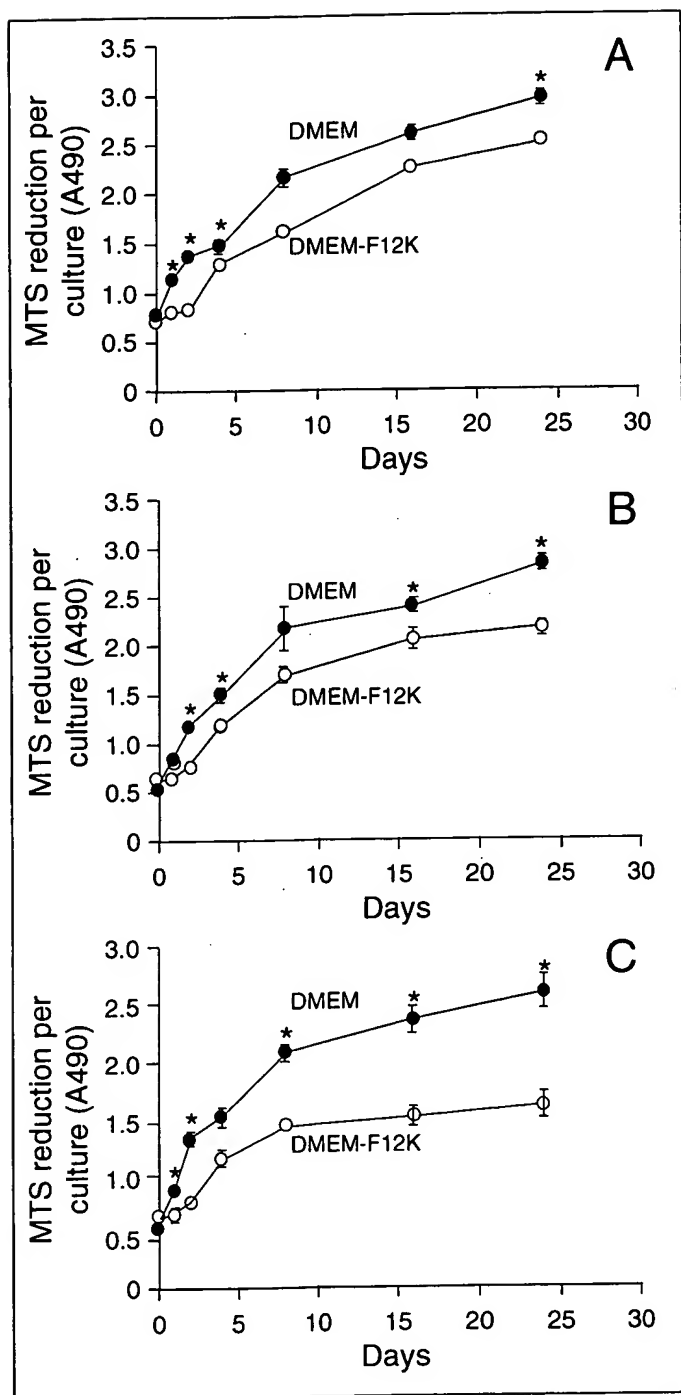 A
MTS reduction per
culture (A490)
3.5
3.0
2.5
2.0
1.5
1.0
0.5
0
DMEM
DMEM-F12K
*
*
*
*
0 5 10 15 20 25 30
Days
B
MTS reduction per
culture (A490)
3.5
3.0
2.5
2.0
1.5
1.0
0.5
0
DMEM
DMEM-F12K
*
*
*
*
0 5 10 15 20 25 30
Days
C
MTS reduction per
culture (A490)
3.0
2.5
2.0
1.5
1.0
0.5
0
DMEM
DMEM-F12K
*
*
*
*
*
0 5 10 15 20 25 30
Days